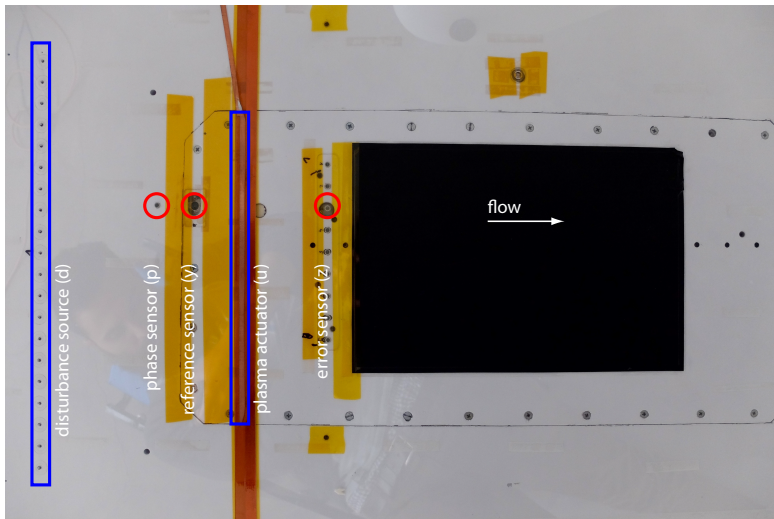 flow
disturbance source (d)
phase sensor (p)
reference sensor (y)
plasma actuator (u)
error sensor (z)